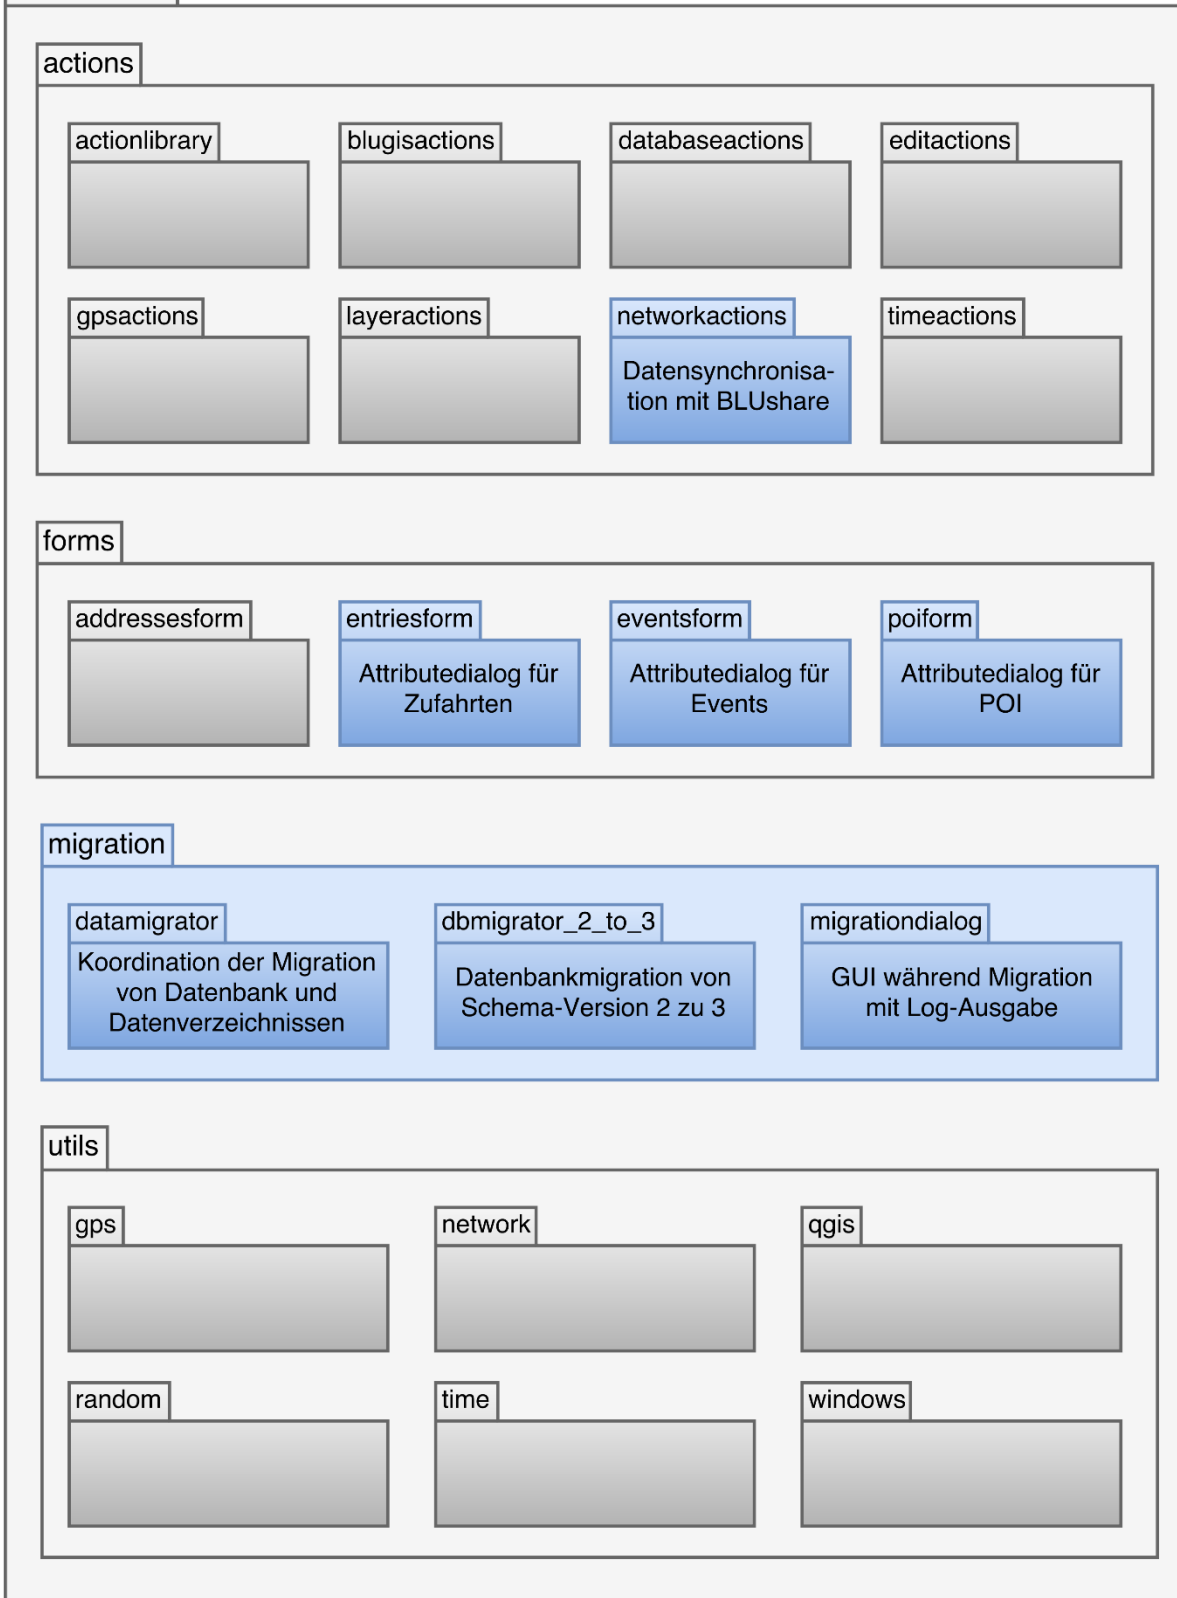 actions
actionlibrary
blugisactions
databaseactions
editactions
gpsactions
layeractions
networkactions
Datensynchronisa-
tion mit BLUshare
timeactions
forms
addressesform
entriesform
Attributedialog für
Zufahrten
eventsform
Attributedialog für
Events
poiform
Attributedialog für
POI
migration
datamigrator
Koordination der Migration
von Datenbank und
Datenverzeichnissen
dbmigrator_2_to_3
Datenbankmigration von
Schema-Version 2 zu 3
migrationdialog
GUI während Migration
mit Log-Ausgabe
utils
gps
network
qgis
random
time
windows